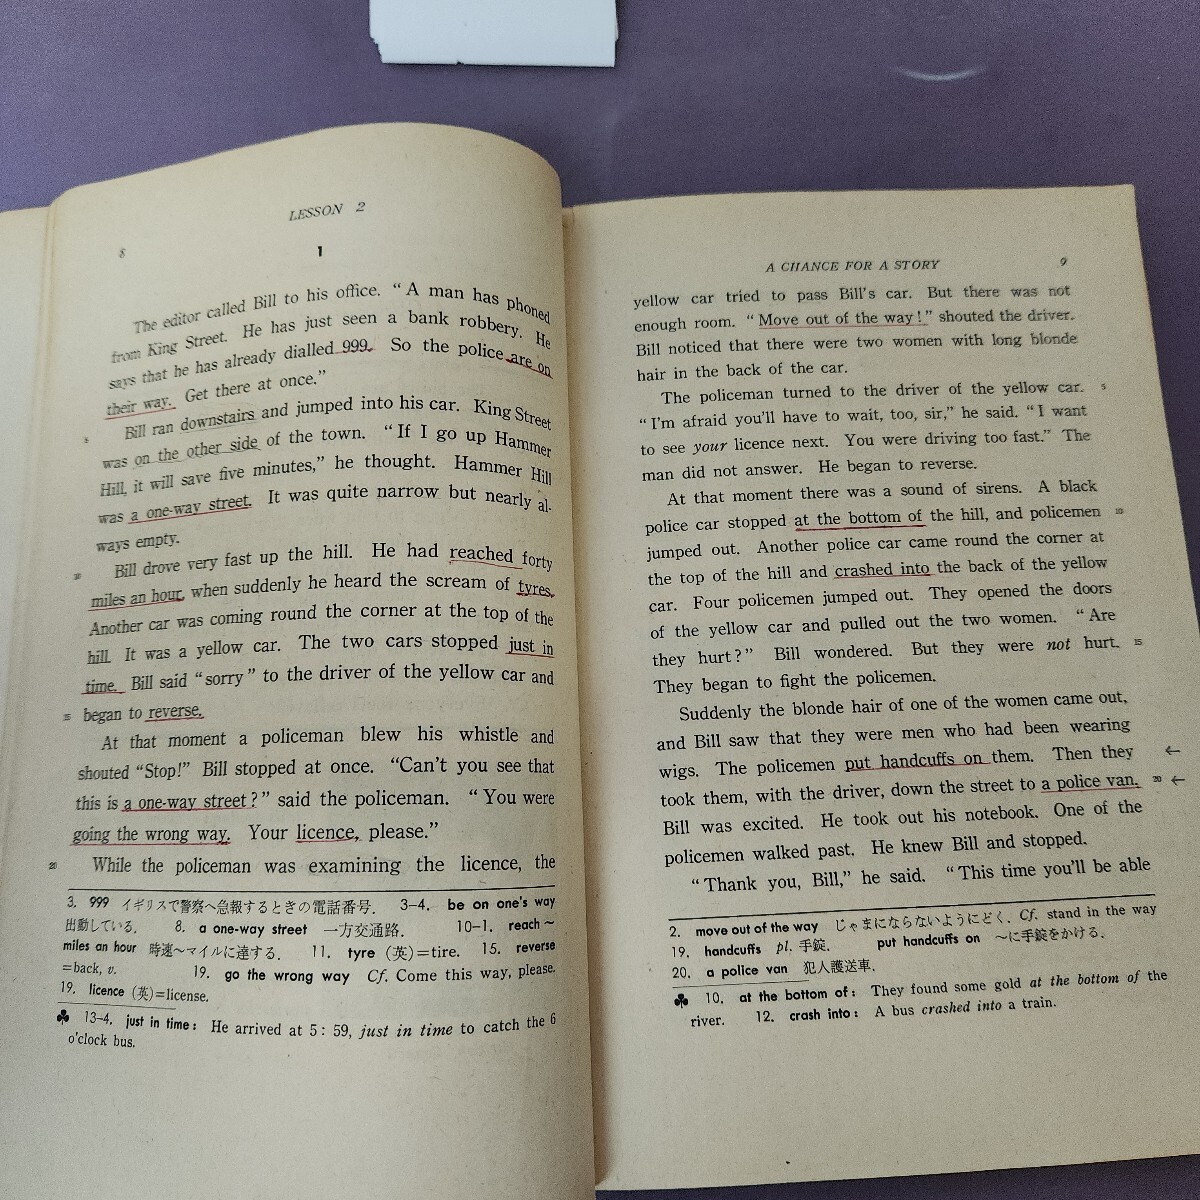 LESSON 2
8
1
The editor called Bill to his office. “A man has phoned
from King Street. He has just seen a bank robbery. He
says that he has already dialled 999. So the police are on
their way. Get there at once.”
5 Bill ran downstairs and jumped into his car. King Street
was on the other side of the town. “If I go up Hammer
Hill, it will save five minutes,” he thought. Hammer Hill
was a one-way street. It was quite narrow but nearly al-
ways empty.
10 Bill drove very fast up the hill. He had reached forty
miles an hour, when suddenly he heard the scream of tyres.
Another car was coming round the corner at the top of the
hill. It was a yellow car. The two cars stopped just in
time. Bill said “sorry” to the driver of the yellow car and
15 began to reverse.
At that moment a policeman blew his whistle and
shouted “Stop!” Bill stopped at once. “Can't you see that
this is a one-way street?” said the policeman. “You were
going the wrong way. Your licence, please.”
20 While the policeman was examining the licence, the
3. 999 イギリスで警察へ急報するときの電話番号. 3-4. be on one's way
出動している. 8. a one-way street 一方交通路. 10-1. reach~
miles an hour 時速~マイルに達する. 11. tyre (英)=tire. 15. reverse
=back, v. 19. go the wrong way Cf. Come this way, please.
19. licence (英)=license.
♣ 13-4. just in time: He arrived at 5:59, just in time to catch the 6
o'clock bus.
A CHANCE FOR A STORY 9
yellow car tried to pass Bill's car. But there was not
enough room. “Move out of the way!” shouted the driver.
Bill noticed that there were two women with long blonde
hair in the back of the car.
The policeman turned to the driver of the yellow car. 5
“I'm afraid you'll have to wait, too, sir,” he said. “I want
to see your licence next. You were driving too fast.” The
man did not answer. He began to reverse.
At that moment there was a sound of sirens. A black
police car stopped at the bottom of the hill, and policemen 10
jumped out. Another police car came round the corner at
the top of the hill and crashed into the back of the yellow
car. Four policemen jumped out. They opened the doors
of the yellow car and pulled out the two women. “Are
they hurt?” Bill wondered. But they were not hurt. 15
They began to fight the policemen.
Suddenly the blonde hair of one of the women came out,
and Bill saw that they were men who had been wearing
wigs. The policemen put handcuffs on them. Then they ←
took them, with the driver, down the street to a police van. 20 ←
Bill was excited. He took out his notebook. One of the
policemen walked past. He knew Bill and stopped.
“Thank you, Bill,” he said. “This time you'll be able
2. move out of the way じゃまにならないようにどく. Cf. stand in the way
19. handcuffs pl. 手錠. put handcuffs on ~に手錠をかける.
20. a police van 犯人護送車.
♣ 10. at the bottom of: They found some gold at the bottom of the
river. 12. crash into: A bus crashed into a train.